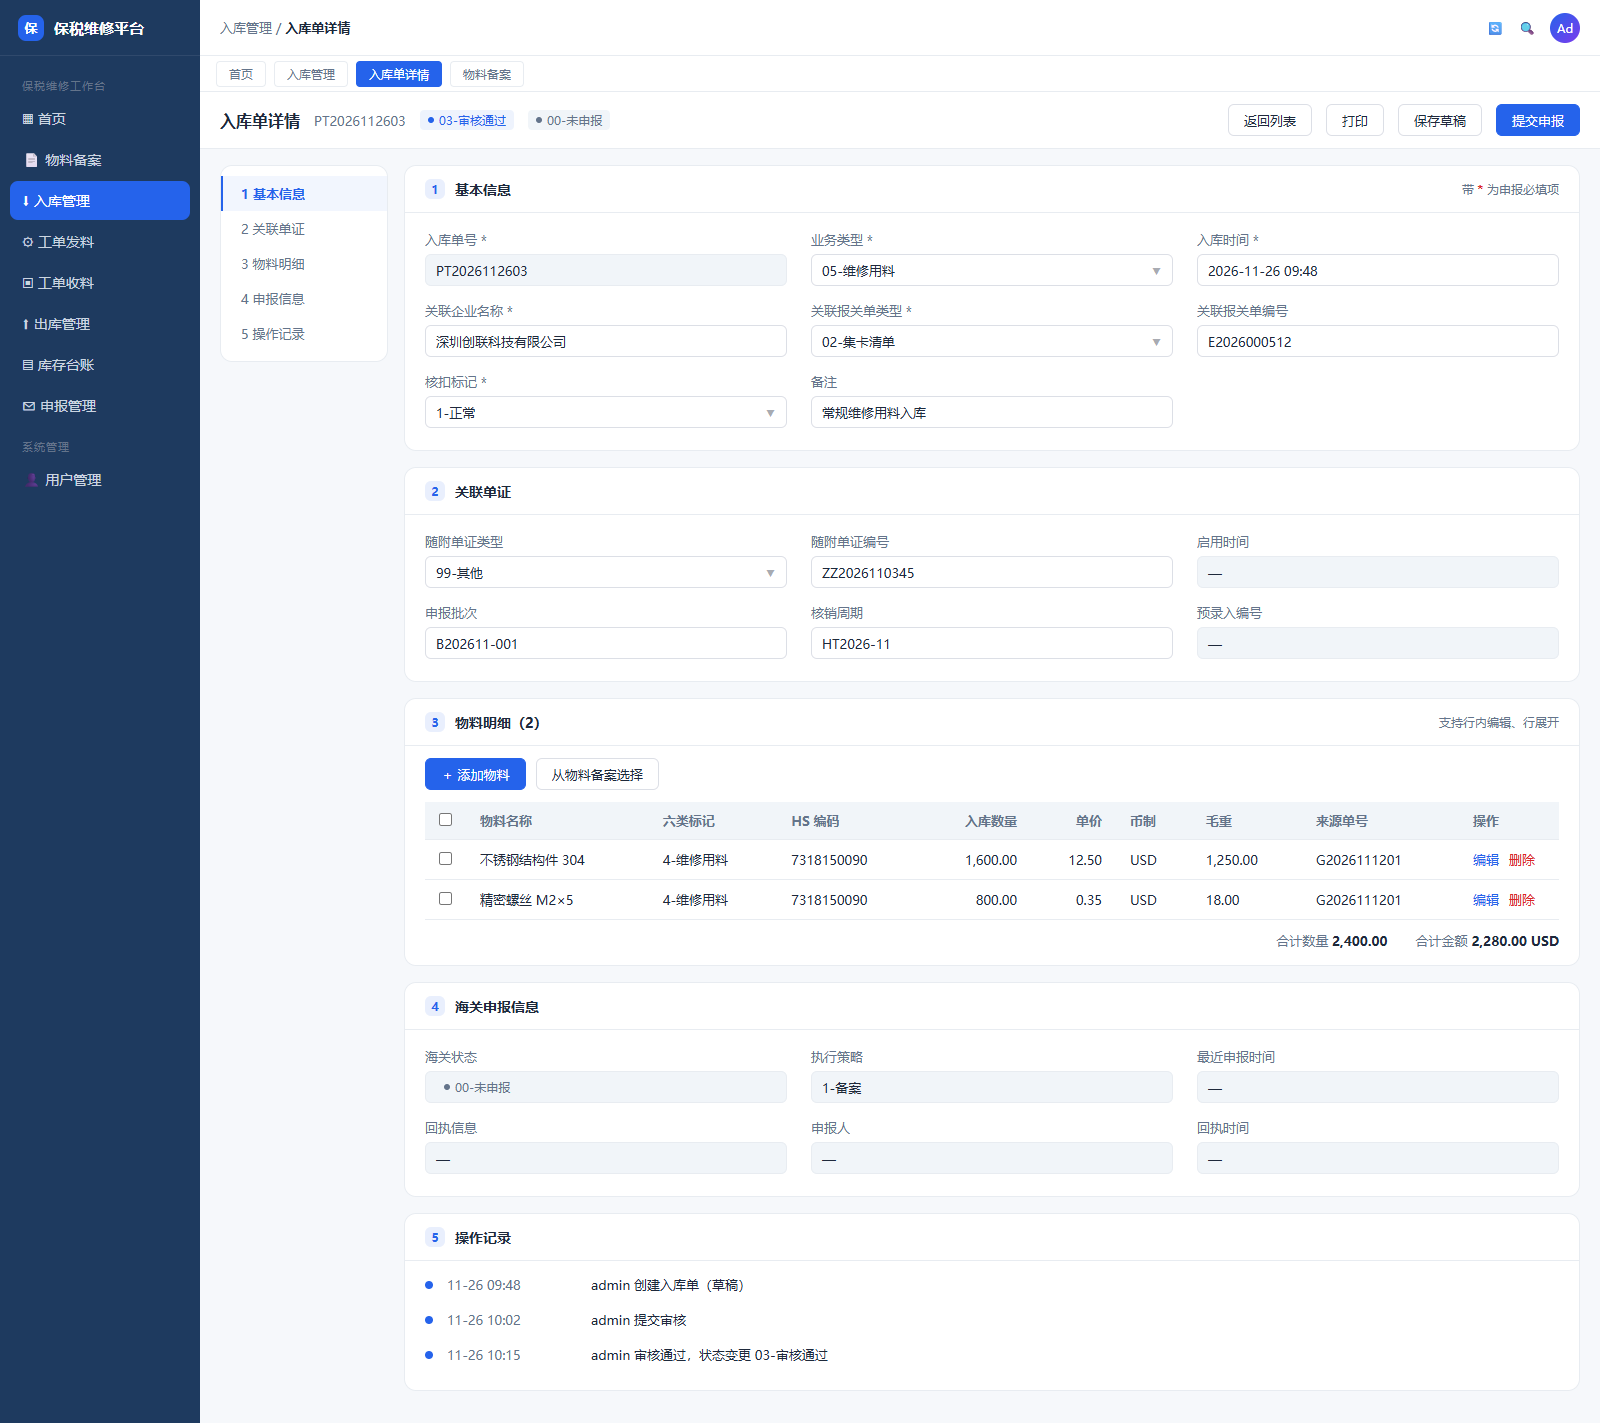 保 保税维修平台
保税维修工作台
首页
物料备案
入库管理
工单发料
工单收料
出库管理
库存台账
申报管理
系统管理
用户管理
入库管理 / 入库单详情
Ad
首页 入库管理 入库单详情 物料备案
入库单详情 PT2026112603 03-审核通过 00-未申报
返回列表 打印 保存草稿 提交申报
1 基本信息
2 关联单证
3 物料明细
4 申报信息
5 操作记录
1 基本信息 带 * 为申报必填项
入库单号 * 业务类型 * 入库时间 *
PT2026112603 05-维修用料 2026-11-26 09:48
关联企业名称 * 关联报关单类型 * 关联报关单编号
深圳创联科技有限公司 02-集卡清单 E2026000512
核扣标记 * 备注
1-正常 常规维修用料入库
2 关联单证
随附单证类型 随附单证编号 启用时间
99-其他 ZZ2026110345 —
申报批次 核销周期 预录入编号
B202611-001 HT2026-11 —
3 物料明细（2） 支持行内编辑、行展开
+ 添加物料 从物料备案选择
物料名称 六类标记 HS 编码 入库数量 单价 币制 毛重 来源单号 操作
不锈钢结构件 304 4-维修用料 7318150090 1,600.00 12.50 USD 1,250.00 G2026111201 编辑 删除
精密螺丝 M2×5 4-维修用料 7318150090 800.00 0.35 USD 18.00 G2026111201 编辑 删除
合计数量 2,400.00 合计金额 2,280.00 USD
4 海关申报信息
海关状态 执行策略 最近申报时间
00-未申报 1-备案 —
回执信息 申报人 回执时间
— — —
5 操作记录
11-26 09:48 admin 创建入库单（草稿）
11-26 10:02 admin 提交审核
11-26 10:15 admin 审核通过，状态变更 03-审核通过